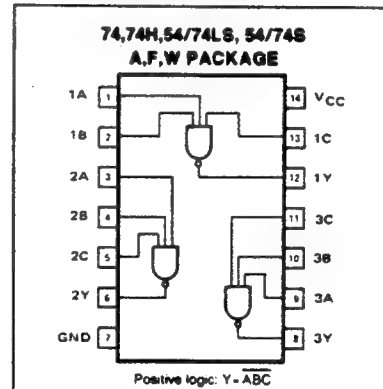 74,74H,54/74LS, 54/74S
A,F,W PACKAGE
1A 1 14 VCC
1B 2 13 1C
2A 3 12 1Y
2B 4 11 3C
2C 5 10 3B
2Y 6 9 3A
GND 7 8 3Y
Positive logic: Y = \overline{ABC}